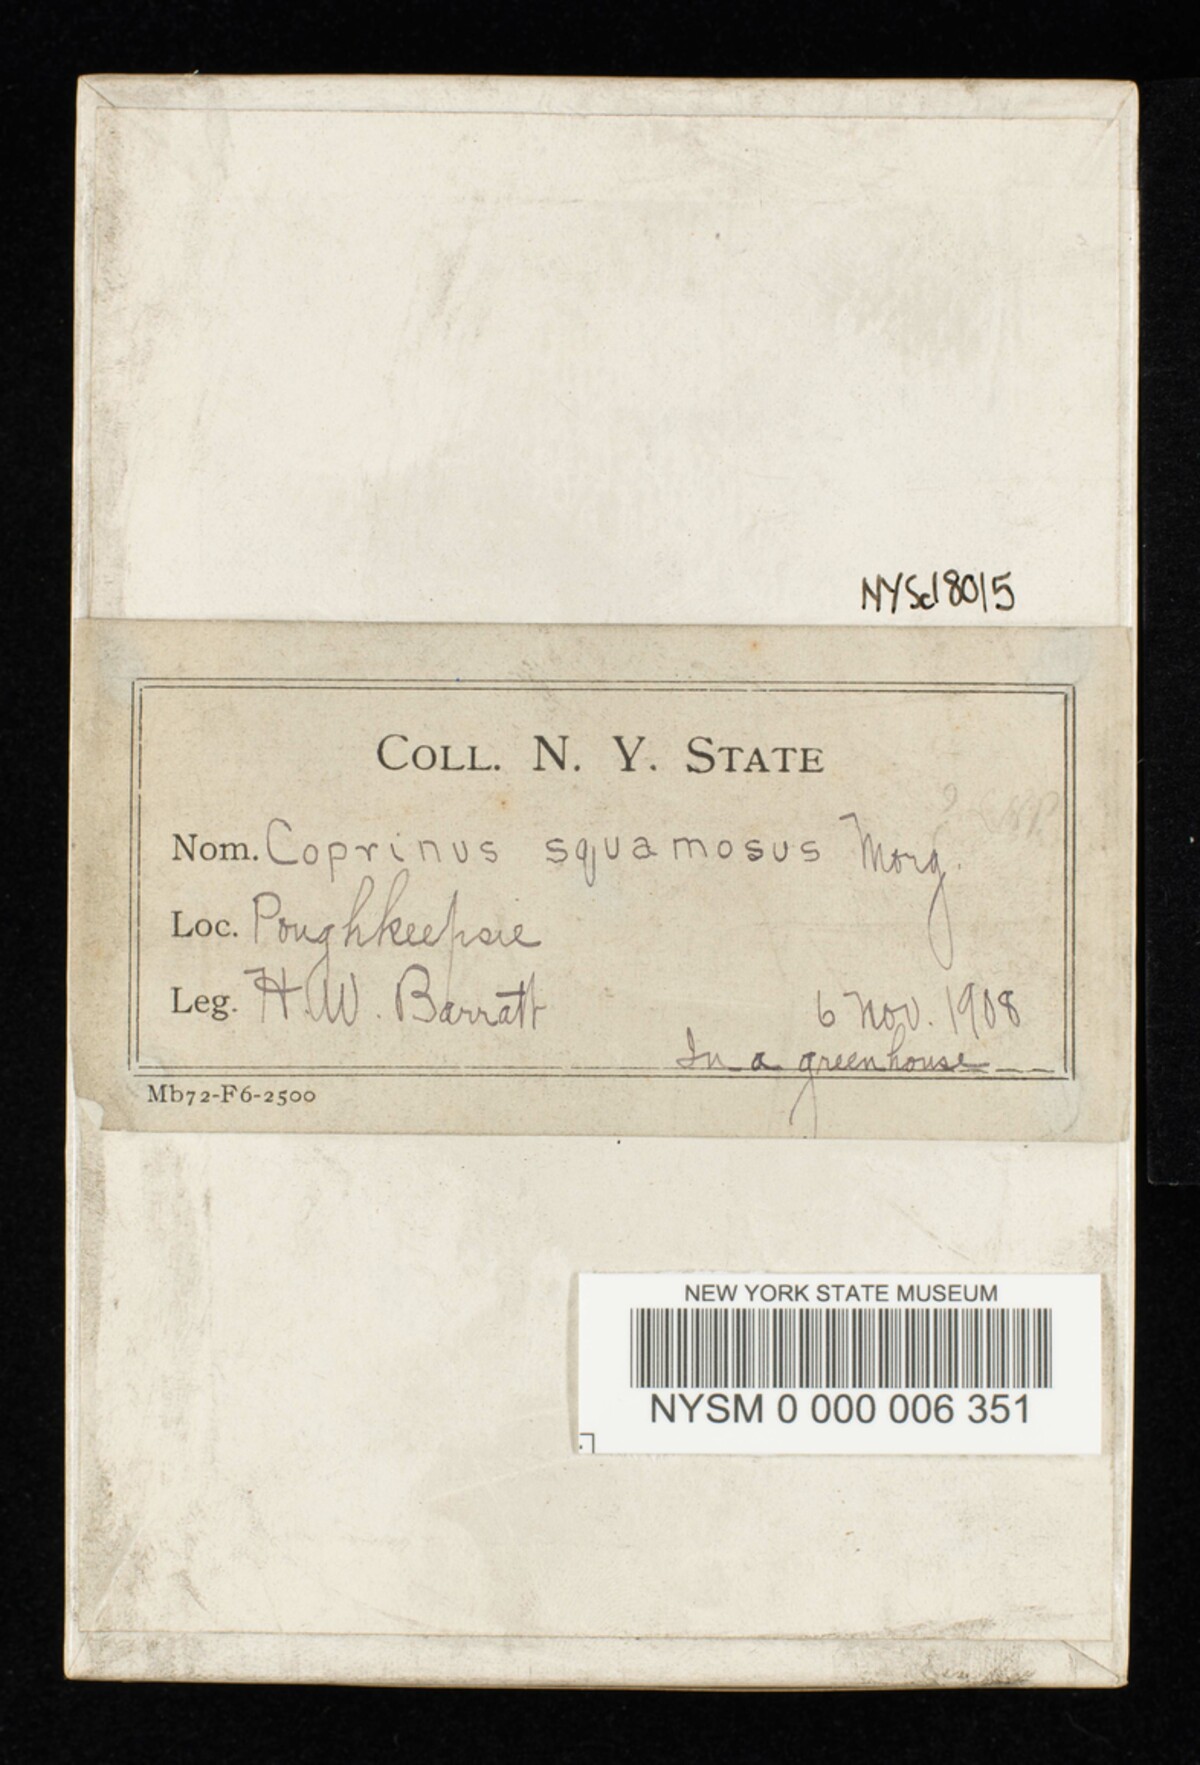 NYSd8015
COLL. N. Y. STATE
Nom. Coprinus squamosus Morg.
Loc. Poughkeepsie
Leg. H. W. Barratt 6 Nov. 1908
In a greenhouse
Mb72-F6-2500
NEW YORK STATE MUSEUM
NYSM 0 000 006 351